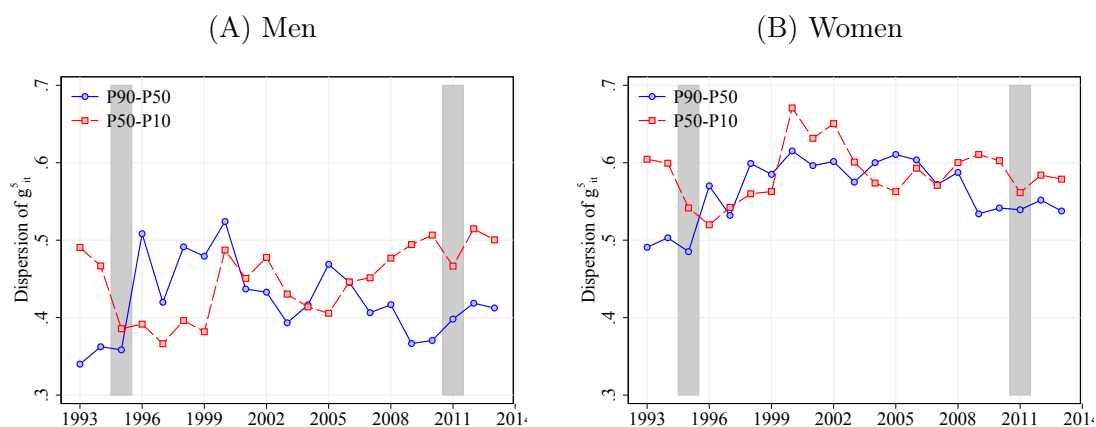 (A) Men
.7
.6
.5
.4
.3
Dispersion of g⁵ᵢₜ
P90-P50
P50-P10
1993 1996 1999 2002 2005 2008 2011 2014
(B) Women
.7
.6
.5
.4
.3
Dispersion of g⁵ᵢₜ
P90-P50
P50-P10
1993 1996 1999 2002 2005 2008 2011 2014